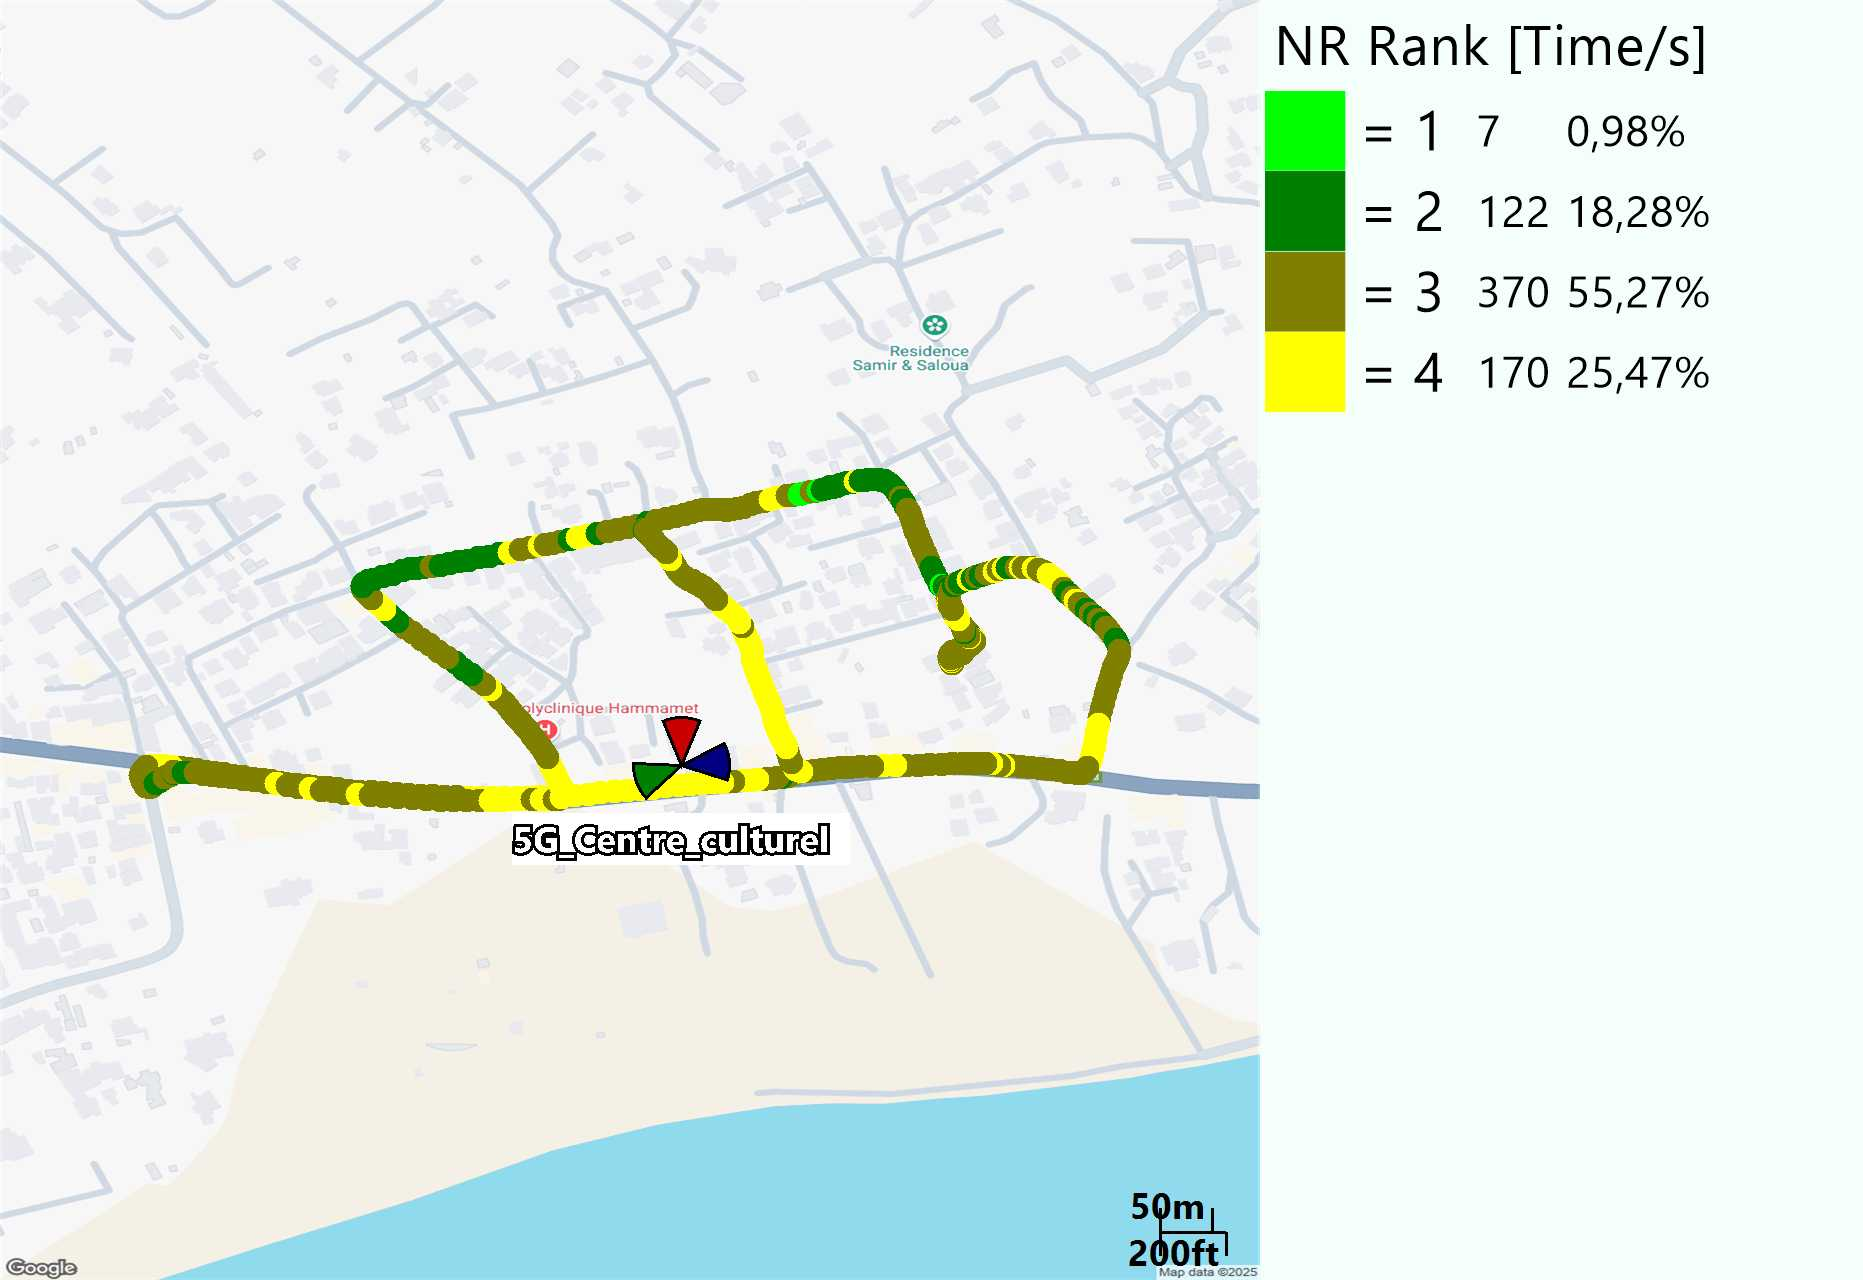 NR Rank [Time/s]
= 1 7 0,98%
= 2 122 18,28%
= 3 370 55,27%
= 4 170 25,47%
Residence
Samir & Saloua
olyclinique Hammamet
H
5G_Centre_culturel
50m
200ft
Google
Map data ©2025